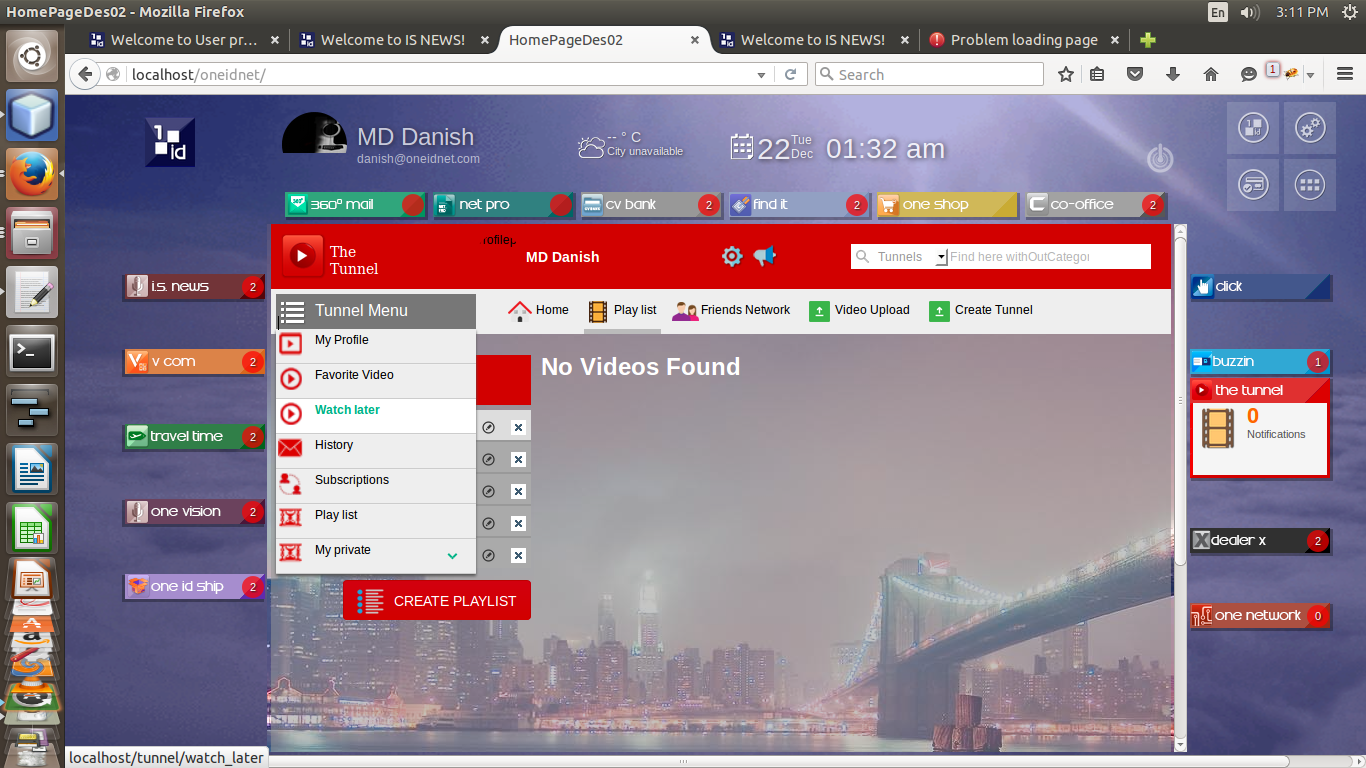 HomePageDes02 - Mozilla Firefox
En
3:11 PM
Welcome to User pr...
Welcome to IS NEWS!
HomePageDes02
Welcome to IS NEWS!
Problem loading page
localhost/oneidnet/
Search
1
1id
MD Danish
danish@oneidnet.com
-- ° C
City unavailable
22
Tue
Dec
01:32 am
360º mail
net pro
cv bank
2
find it
2
one shop
co-office
2
The
Tunnel
MD Danish
Tunnels
Find here withOutCategor
i.s. news
2
v com
2
travel time
2
one vision
2
one id ship
2
Tunnel Menu
Home
Play list
Friends Network
Video Upload
Create Tunnel
My Profile
Favorite Video
Watch later
History
Subscriptions
Play list
My private
No Videos Found
CREATE PLAYLIST
click
buzzin
1
the tunnel
0
Notifications
dealer x
2
one network
0
localhost/tunnel/watch_later